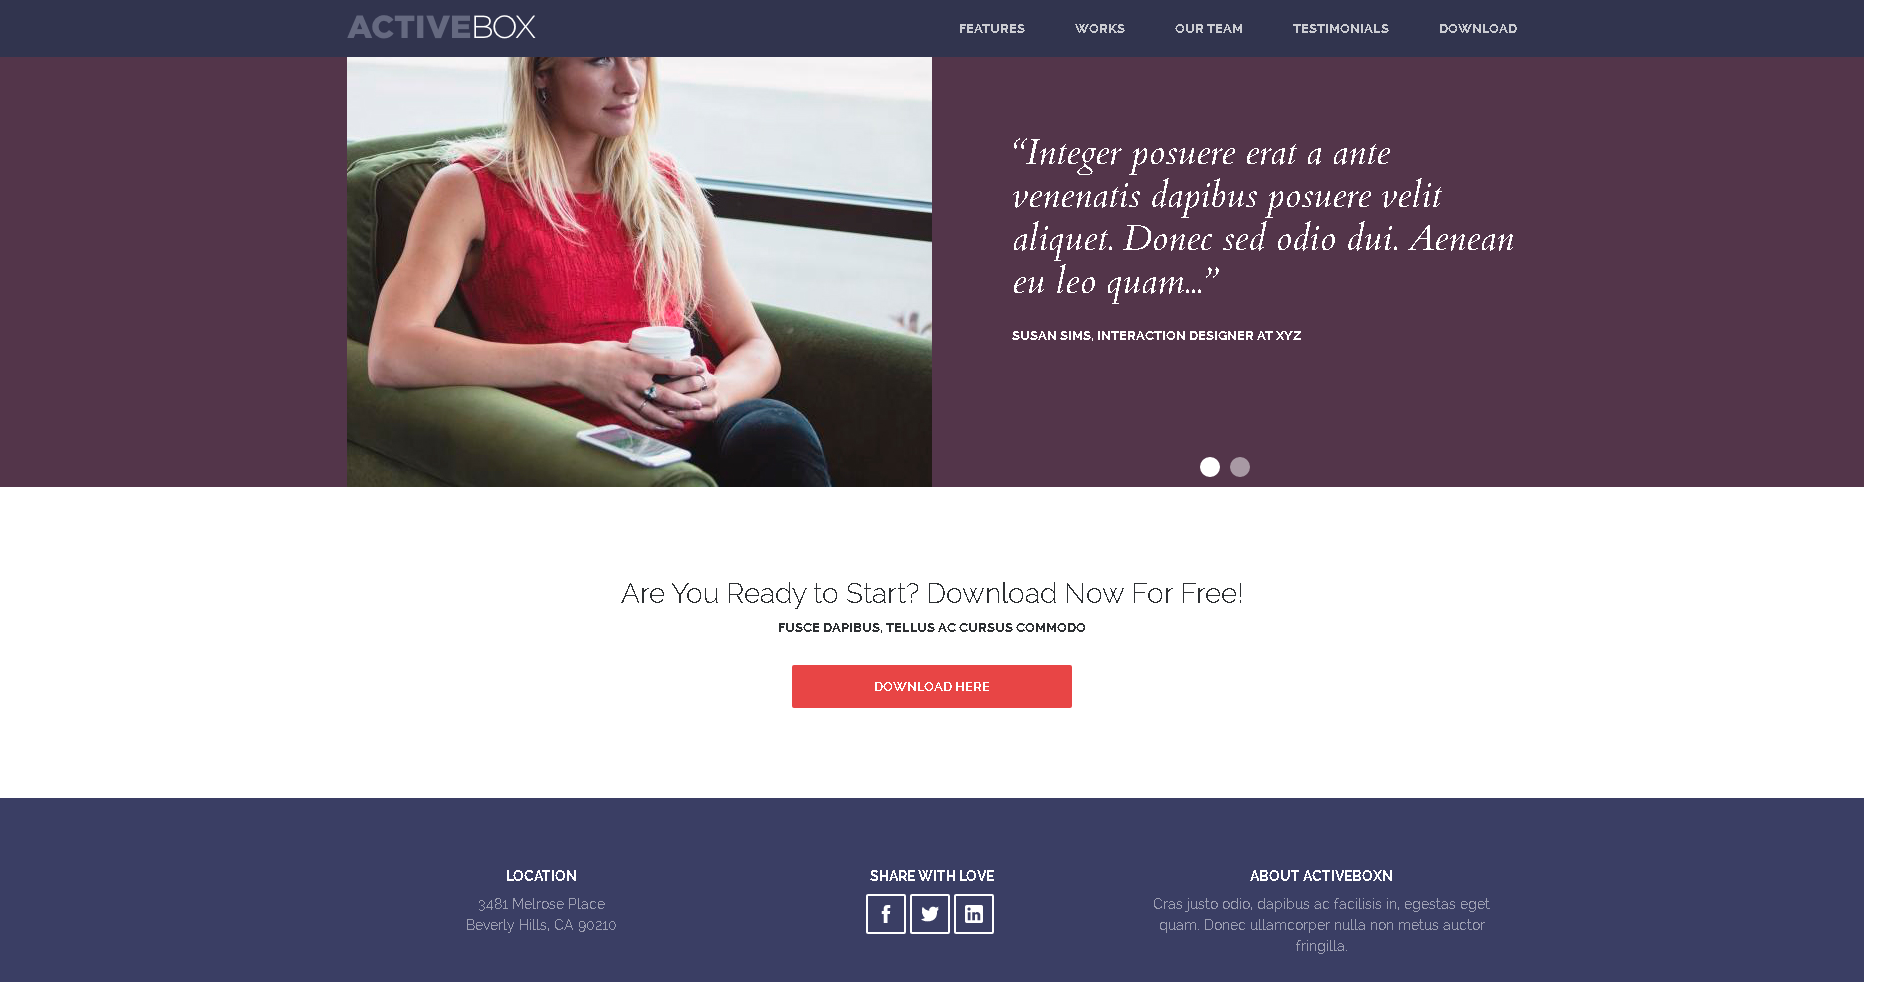 ACTIVEBOX
FEATURES WORKS OUR TEAM TESTIMONIALS DOWNLOAD
“Integer posuere erat a ante
venenatis dapibus posuere velit
aliquet. Donec sed odio dui. Aenean
eu leo quam...”
SUSAN SIMS, INTERACTION DESIGNER AT XYZ
Are You Ready to Start? Download Now For Free!
FUSCE DAPIBUS, TELLUS AC CURSUS COMMODO
DOWNLOAD HERE
LOCATION
3481 Melrose Place
Beverly Hills, CA 90210
SHARE WITH LOVE
ABOUT ACTIVEBOXN
Cras justo odio, dapibus ac facilisis in, egestas eget
quam. Donec ullamcorper nulla non metus auctor
fringilla.